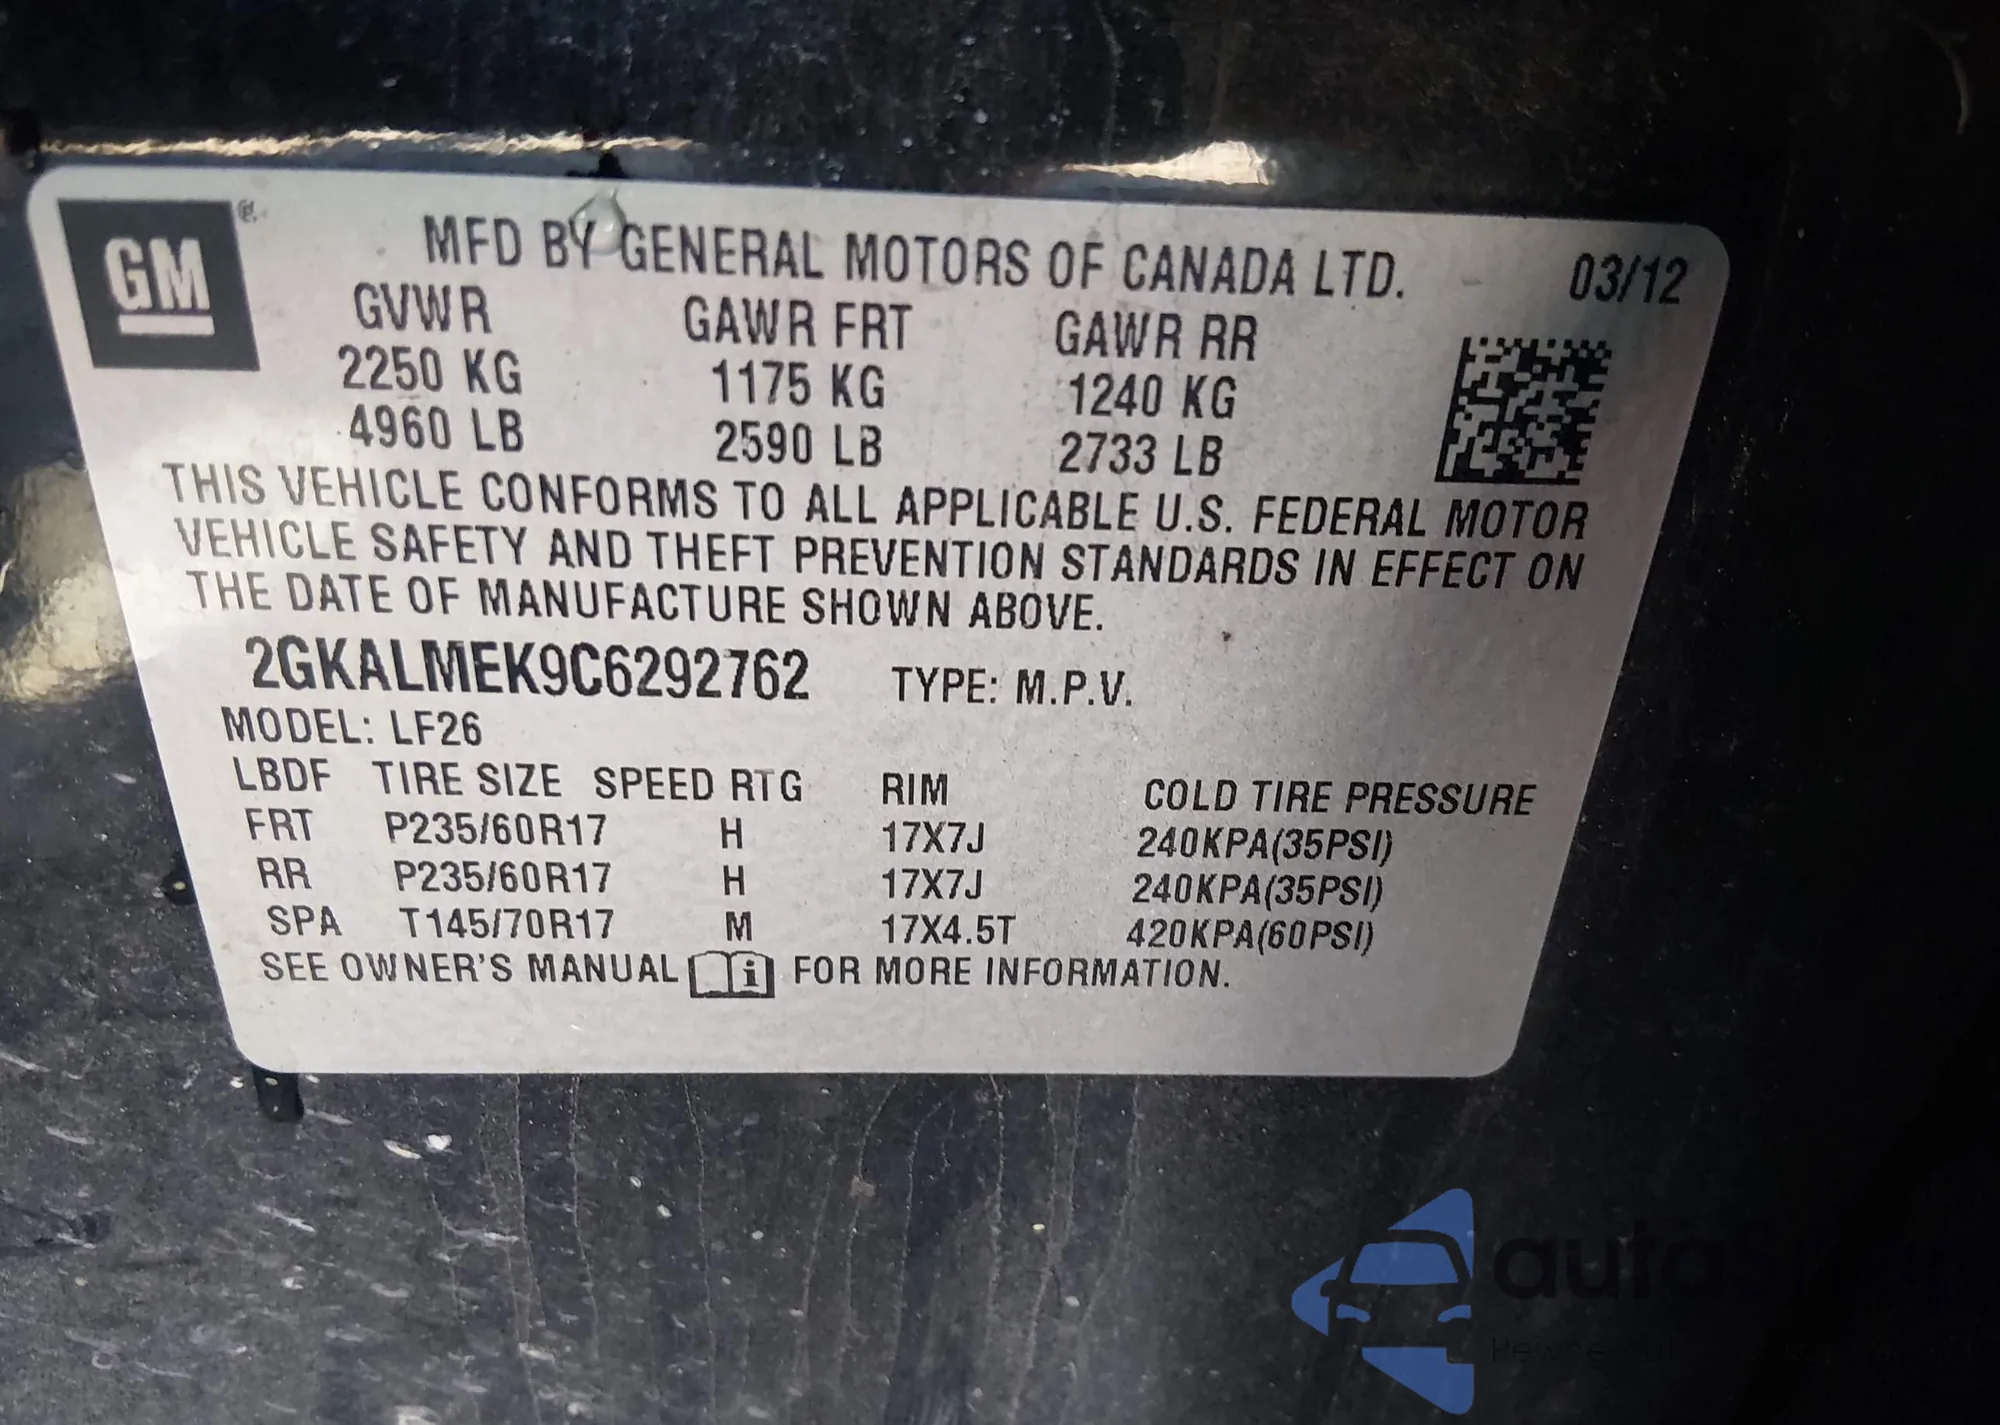 GM
MFD BY GENERAL MOTORS OF CANADA LTD. 03/12
GVWR GAWR FRT GAWR RR
2250 KG 1175 KG 1240 KG
4960 LB 2590 LB 2733 LB
THIS VEHICLE CONFORMS TO ALL APPLICABLE U.S. FEDERAL MOTOR
VEHICLE SAFETY AND THEFT PREVENTION STANDARDS IN EFFECT ON
THE DATE OF MANUFACTURE SHOWN ABOVE.
2GKALMEK9C6292762 TYPE: M.P.V.
MODEL: LF26
LBDF TIRE SIZE SPEED RTG RIM COLD TIRE PRESSURE
FRT P235/60R17 H 17X7J 240KPA(35PSI)
RR P235/60R17 H 17X7J 240KPA(35PSI)
SPA T145/70R17 M 17X4.5T 420KPA(60PSI)
SEE OWNER'S MANUAL FOR MORE INFORMATION.